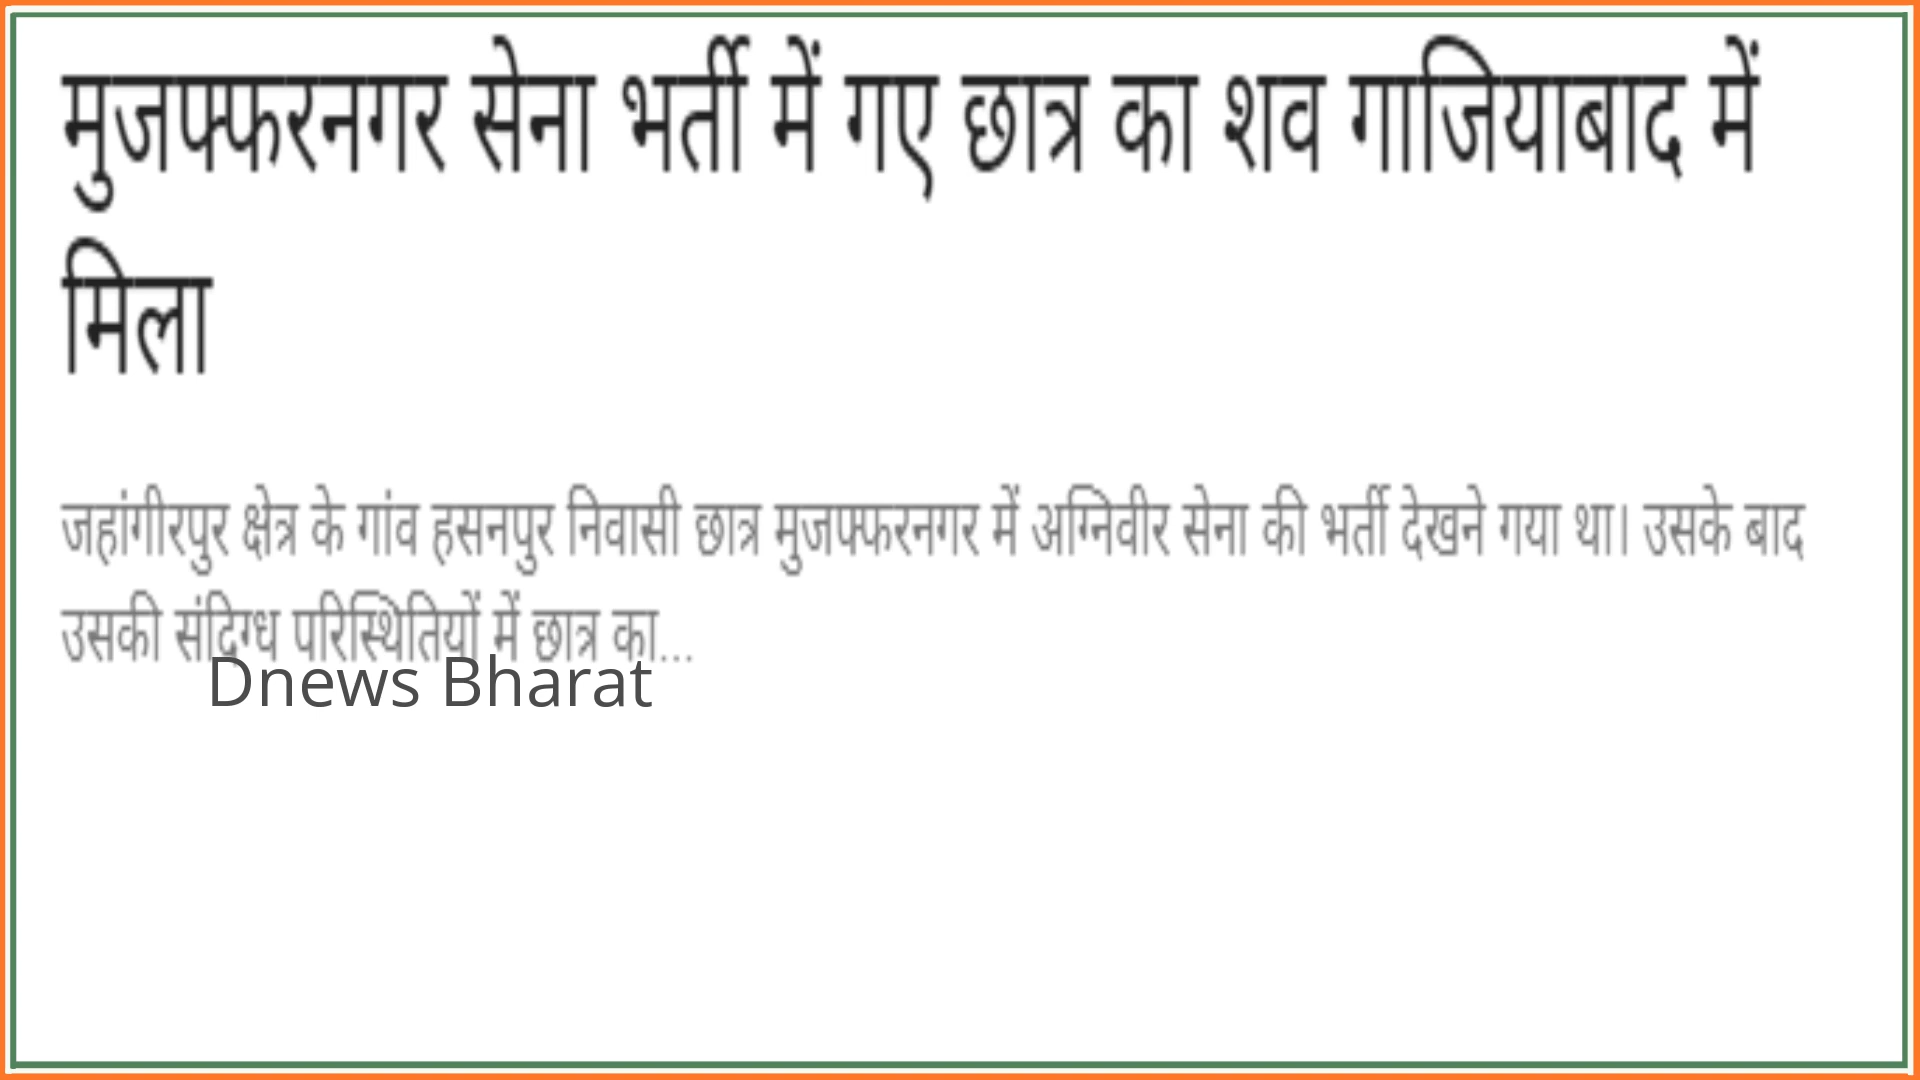 मुजफ्फरनगर सेना भर्ती में गए छात्र का शव गाजियाबाद में
मिला
जहांगीरपुर क्षेत्र के गांव हसनपुर निवासी छात्र मुजफ्फरनगर में अग्निवीर सेना की भर्ती देखने गया था। उसके बाद
उसकी संदिग्ध परिस्थितियों में छात्र का...
Dnews Bharat